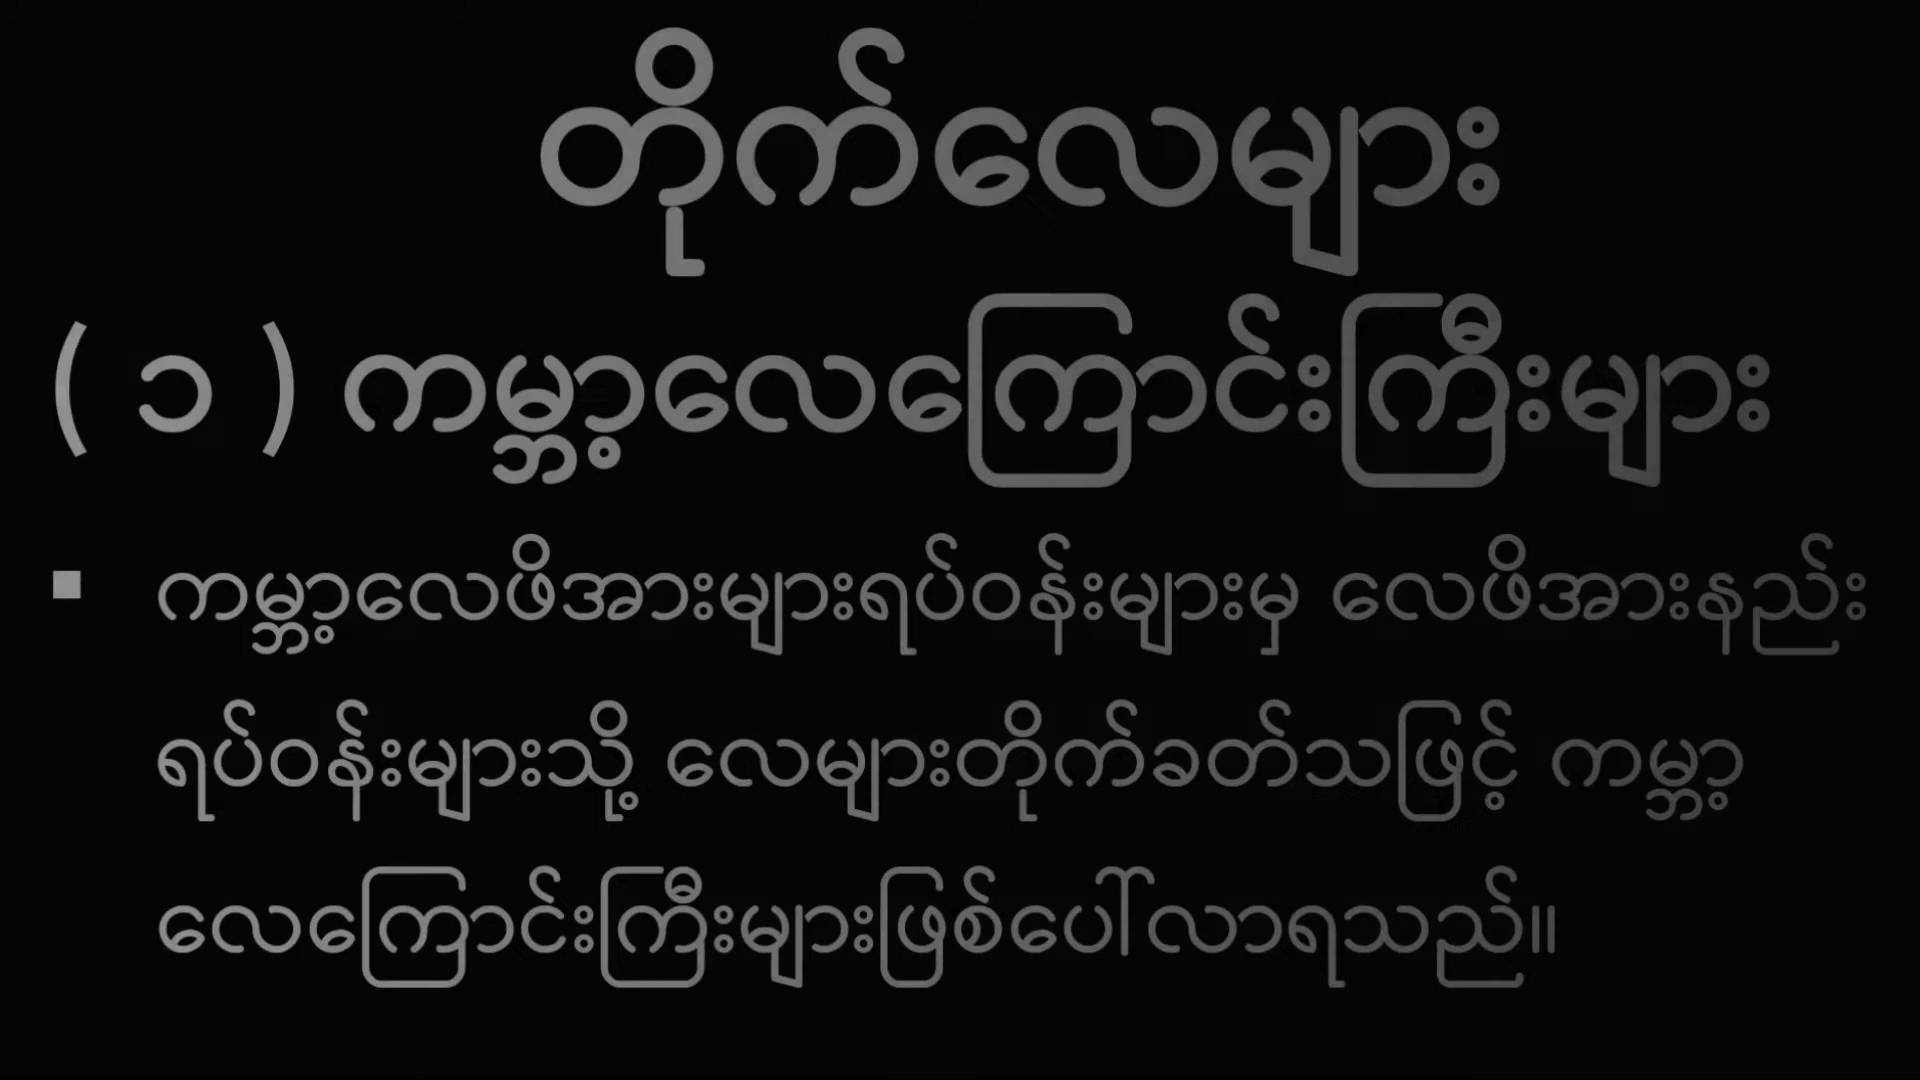 တိုက်လေများ
( ၁ ) ကမ္ဘာ့လေကြောင်းကြီးများ
▪ ကမ္ဘာ့လေဖိအားများရပ်ဝန်းများမှ လေဖိအားနည်း
ရပ်ဝန်းများသို့ လေများတိုက်ခတ်သဖြင့် ကမ္ဘာ့
လေကြောင်းကြီးများဖြစ်ပေါ်လာရသည်။